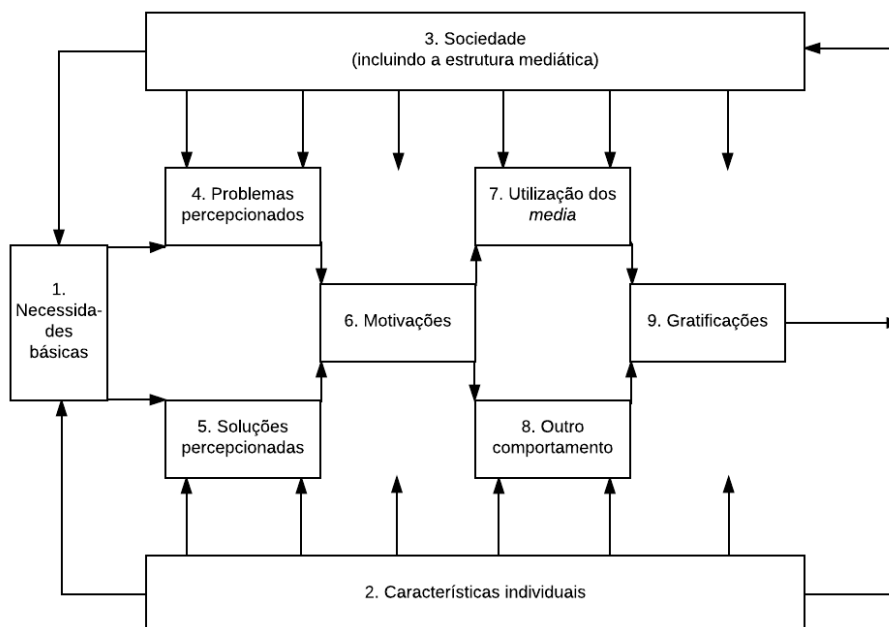 3. Sociedade
(incluindo a estrutura mediática)
4. Problemas
percepcionados
7. Utilização dos
media
1.
Necessida-
des
básicas
6. Motivações
9. Gratificações
5. Soluções
percepcionadas
8. Outro
comportamento
2. Características individuais